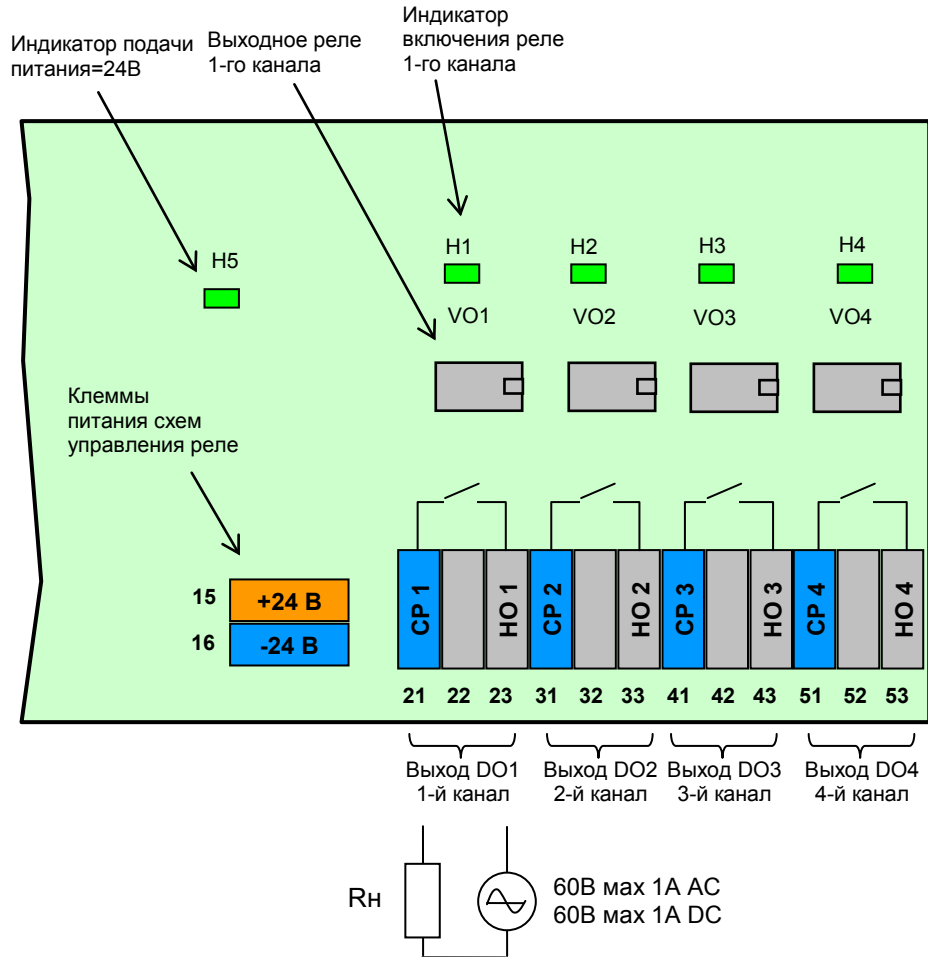 Индикатор подачи
питания=24В
Выходное реле
1-го канала
Индикатор
включения реле
1-го канала
H5
H1
H2
H3
H4
VO1
VO2
VO3
VO4
Клеммы
питания схем
управления реле
15
+24 В
16
-24 В
СР 1
НО 1
СР 2
НО 2
СР 3
НО 3
СР 4
НО 4
21 22 23 31 32 33 41 42 43 51 52 53
Выход DO1
1-й канал
Выход DO2
2-й канал
Выход DO3
3-й канал
Выход DO4
4-й канал
Rн
60В мах 1А АС
60В мах 1А DC